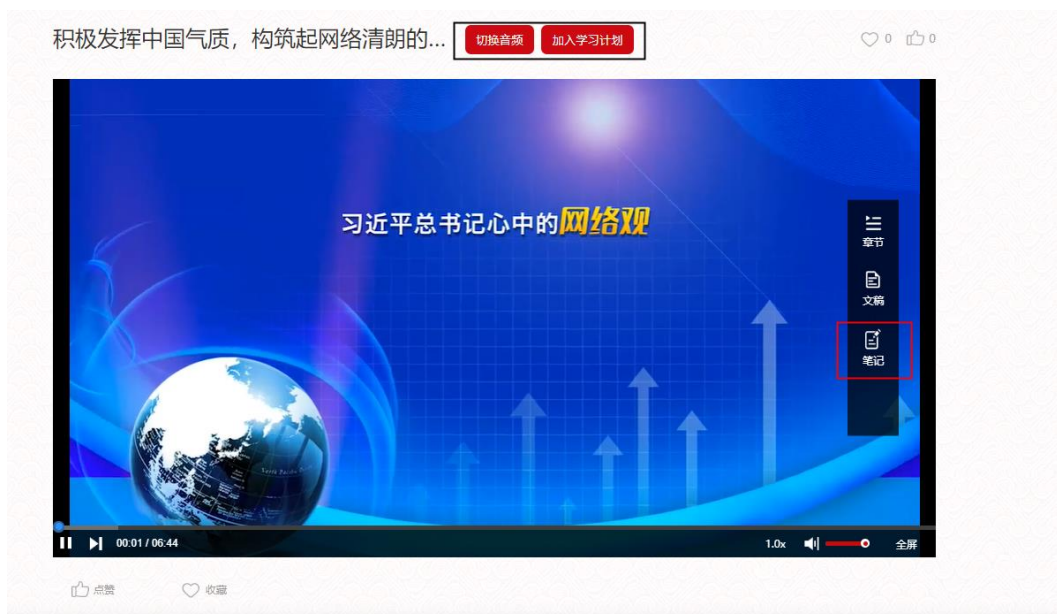 积极发挥中国气质，构筑起网络清朗的... 切换音频 加入学习计划 0 0
习近平总书记心中的网络观
章节
文稿
笔记
00:01 / 06:44 1.0x 全屏
点赞 收藏